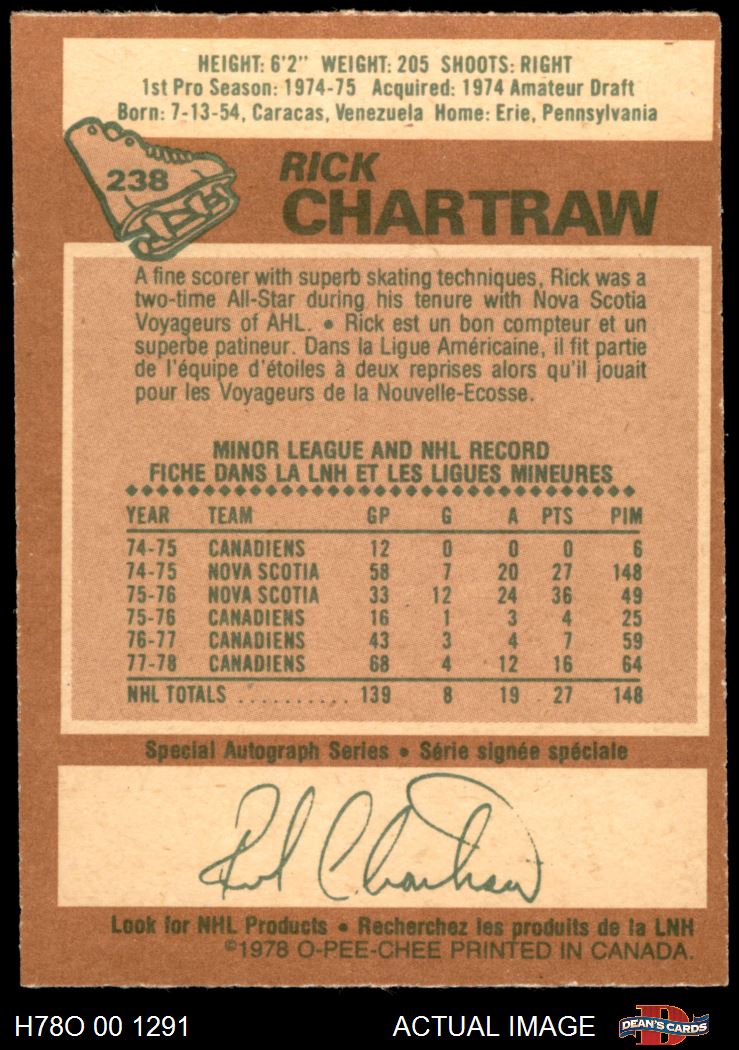 HEIGHT: 6'2" WEIGHT: 205 SHOOTS: RIGHT
1st Pro Season: 1974-75 Acquired: 1974 Amateur Draft
Born: 7-13-54, Caracas, Venezuela Home: Erie, Pennsylvania
238
RICK
CHARTRAW
A fine scorer with superb skating techniques, Rick was a
two-time All-Star during his tenure with Nova Scotia
Voyageurs of AHL. • Rick est un bon compteur et un
superbe patineur. Dans la Ligue Américaine, il fit partie
de l'équipe d'étoiles à deux reprises alors qu'il jouait
pour les Voyageurs de la Nouvelle-Ecosse.
MINOR LEAGUE AND NHL RECORD
FICHE DANS LA LNH ET LES LIGUES MINEURES
YEAR TEAM GP G A PTS PIM
74-75 CANADIENS 12 0 0 0 6
74-75 NOVA SCOTIA 58 7 20 27 148
75-76 NOVA SCOTIA 33 12 24 36 49
75-76 CANADIENS 16 1 3 4 25
76-77 CANADIENS 43 3 4 7 59
77-78 CANADIENS 68 4 12 16 64
NHL TOTALS .......... 139 8 19 27 148
Special Autograph Series • Série signée spéciale
Rick Chartraw
Look for NHL Products • Recherchez les produits de la LNH
©1978 O-PEE-CHEE PRINTED IN CANADA.
H78O 00 1291 ACTUAL IMAGE D DEAN'S CARDS